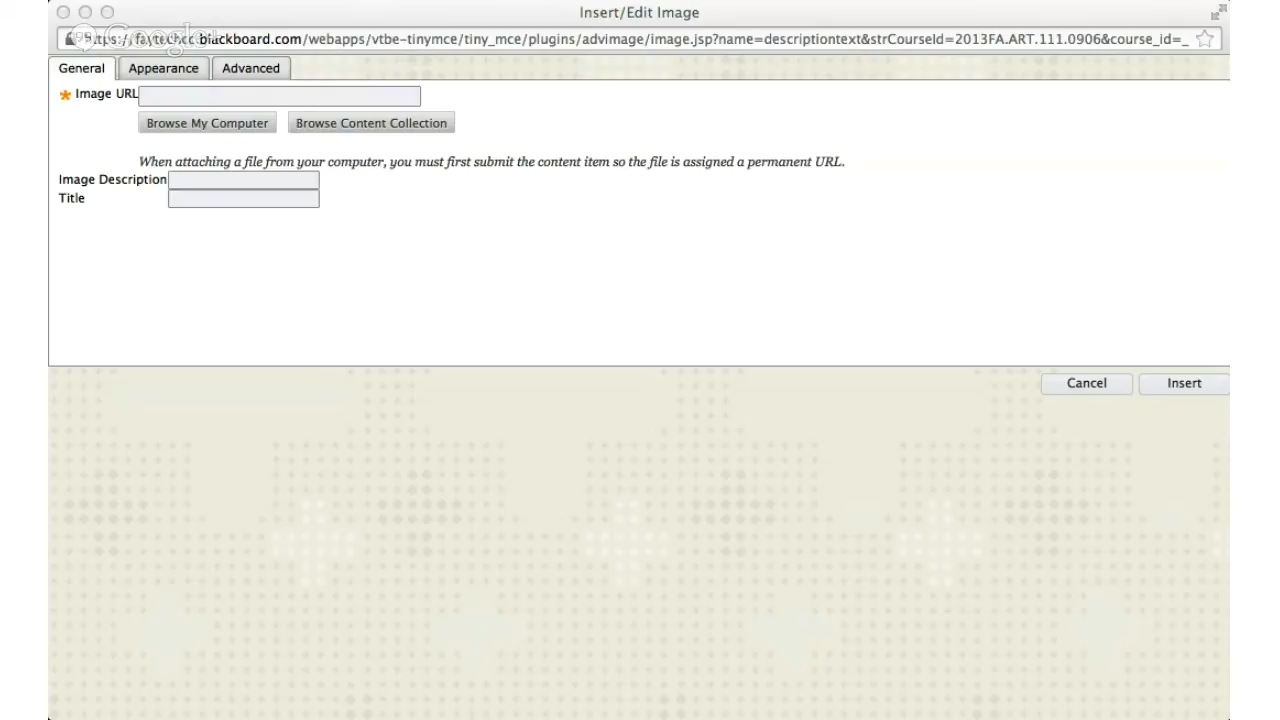 Insert/Edit Image
https://faytechcc.blackboard.com/webapps/vtbe-tinymce/tiny_mce/plugins/advimage/image.jsp?name=descriptiontext&strCourseId=2013FA.ART.111.0906&course_id=_
Google+
General
Appearance
Advanced
* Image URL
Browse My Computer
Browse Content Collection
When attaching a file from your computer, you must first submit the content item so the file is assigned a permanent URL.
Image Description
Title
Cancel
Insert